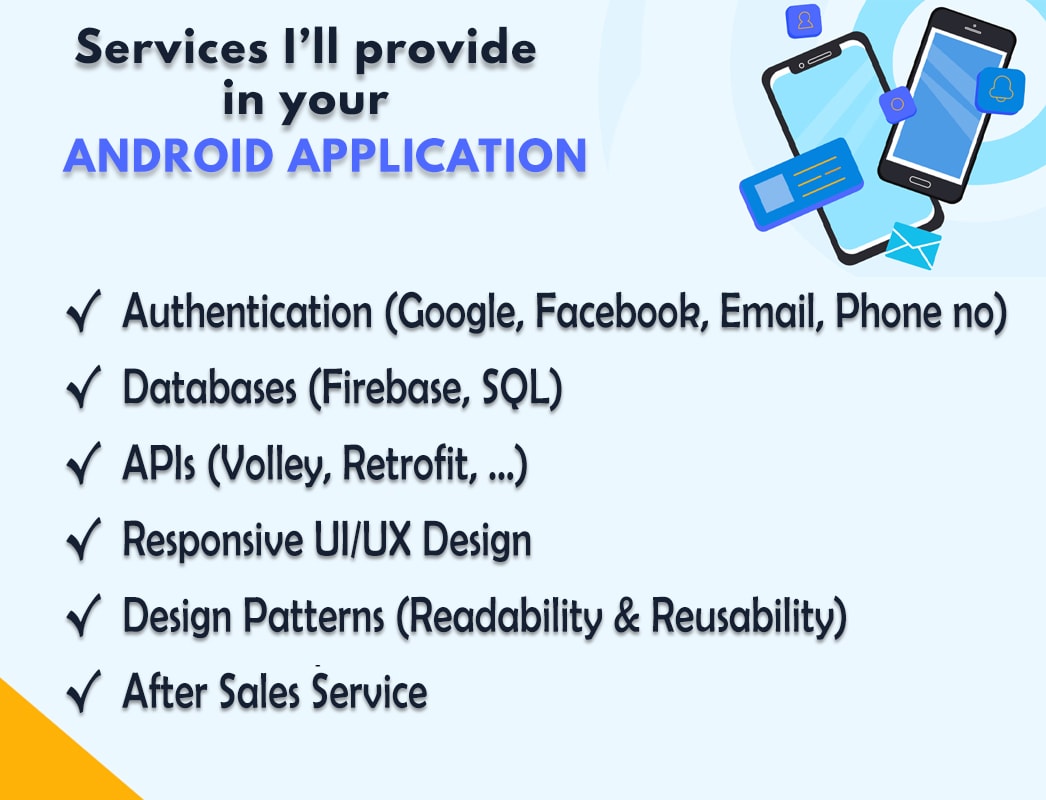 Services I’ll provide
in your
ANDROID APPLICATION
✓ Authentication (Google, Facebook, Email, Phone no)
✓ Databases (Firebase, SQL)
✓ APIs (Volley, Retrofit, ...)
✓ Responsive UI/UX Design
✓ Design Patterns (Readability & Reusability)
✓ After Sales Service